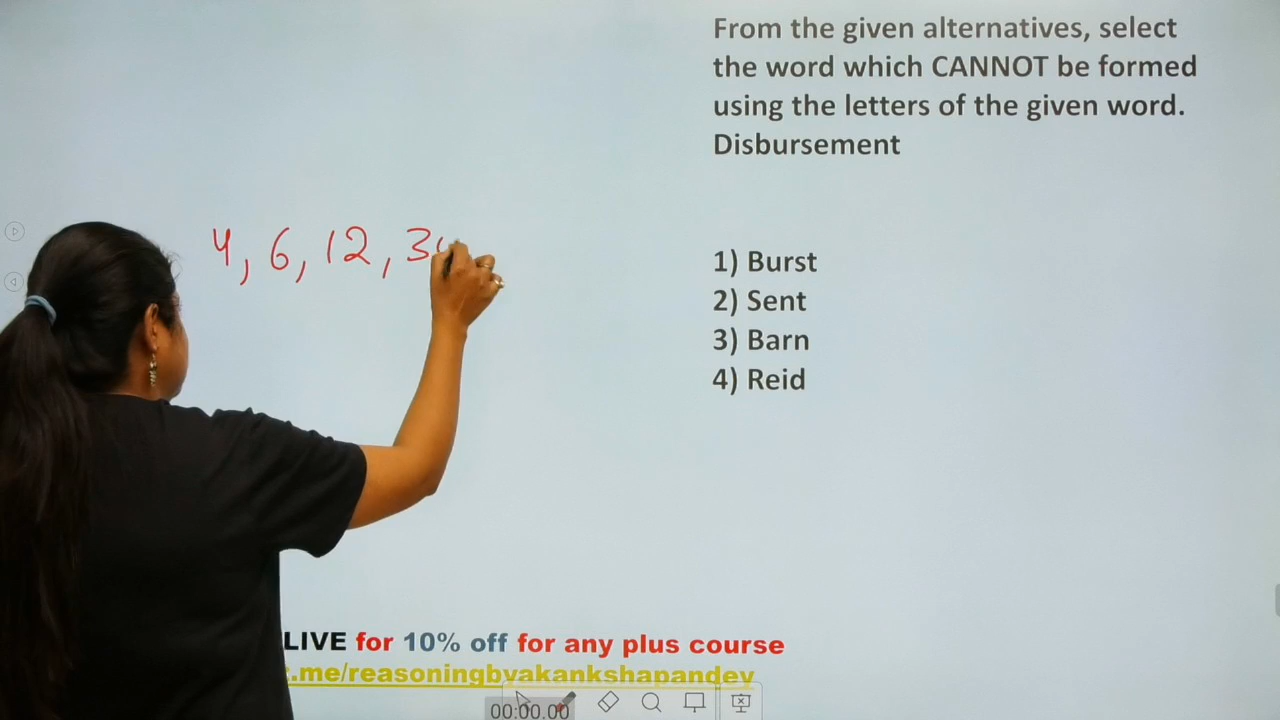 From the given alternatives, select
the word which CANNOT be formed
using the letters of the given word.
Disbursement
4, 6, 12, 3
1) Burst
2) Sent
3) Barn
4) Reid
LIVE for 10% off for any plus course
.me/reasoningbyakankshapandey
00:00.00